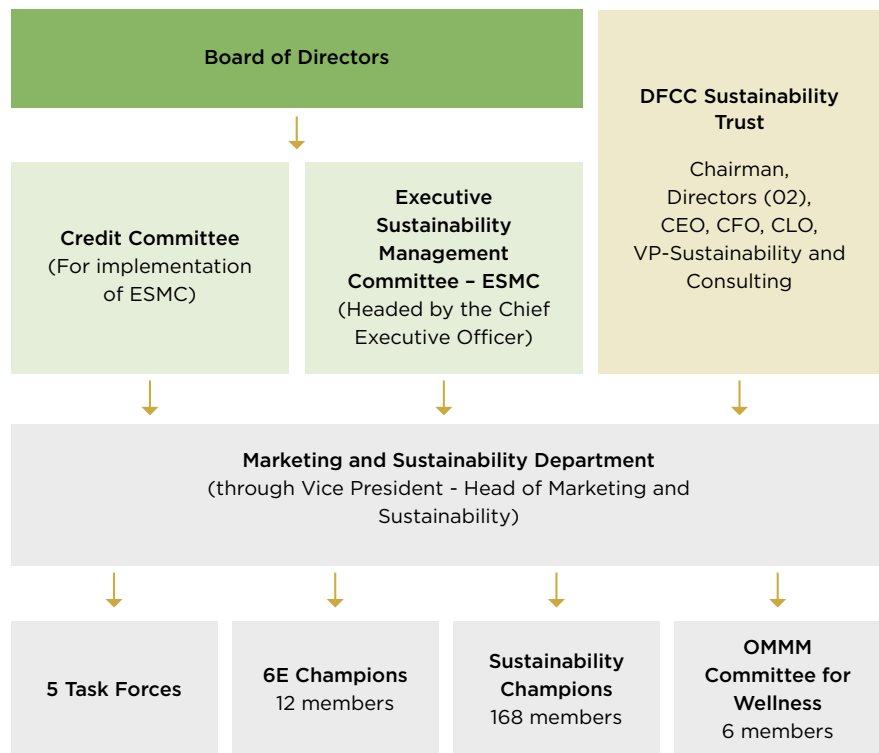 Board of Directors
DFCC Sustainability
Trust
Chairman,
Directors (02),
CEO, CFO, CLO,
VP-Sustainability and
Consulting
Credit Committee
(For implementation
of ESMC)
Executive
Sustainability
Management
Committee – ESMC
(Headed by the Chief
Executive Officer)
Marketing and Sustainability Department
(through Vice President - Head of Marketing and
Sustainability)
5 Task Forces
6E Champions
12 members
Sustainability
Champions
168 members
OMMM
Committee for
Wellness
6 members